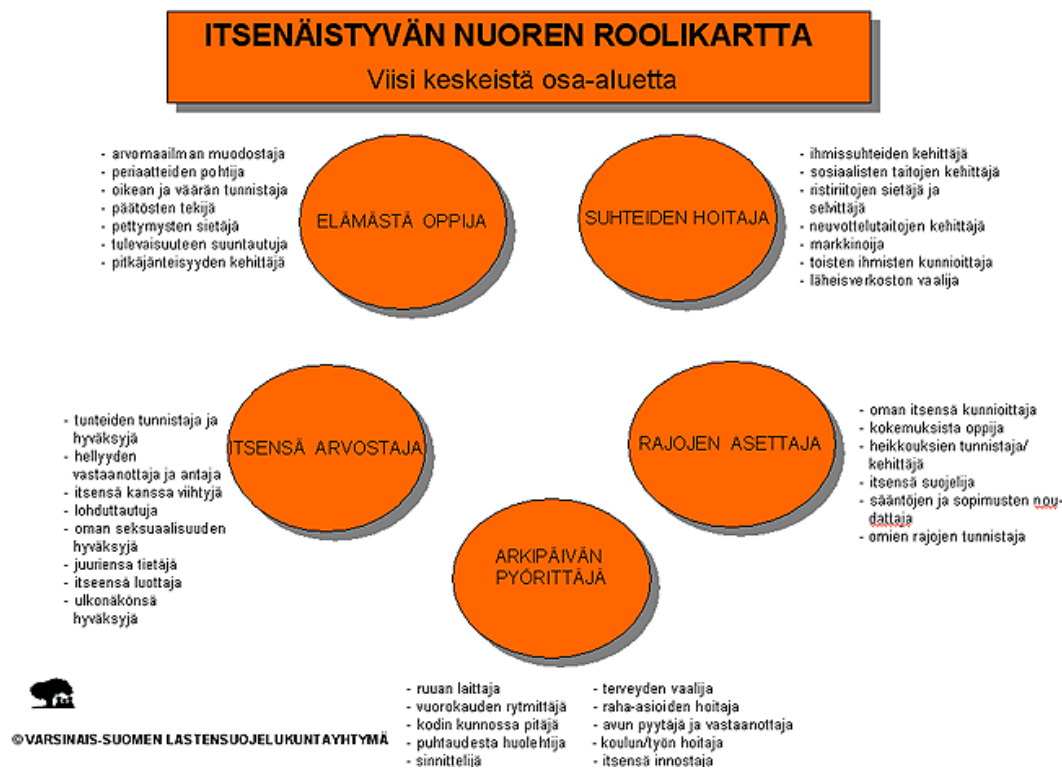 ITSENÄISTYVÄN NUOREN ROOLIKARTTA
Viisi keskeistä osa-aluetta
- arvomaailman muodostaja
- periaatteiden pohtija
- oikean ja väärän tunnistaja
- päätösten tekijä
- pettymysten sietäjä
- tulevaisuuteen suuntautuja
- pitkäjänteisyyden kehittäjä
ELÄMÄSTÄ OPPIJA
SUHTEIDEN HOITAJA
- ihmissuhteiden kehittäjä
- sosiaalisten taitojen kehittäjä
- ristiriitojen sietäjä ja
selvittäjä
- neuvottelutaitojen kehittäjä
- markkinoija
- toisten ihmisten kunnioittaja
- läheisverkoston vaalija
- tunteiden tunnistaja ja
hyväksyjä
- hellyyden
vastaanottaja ja antaja
- itsensä kanssa viihtyjä
- lohduttautuja
- oman seksuaalisuuden
hyväksyjä
- juuriensa tietäjä
- itseensä luottaja
- ulkonäkönsä
hyväksyjä
ITSENSÄ ARVOSTAJA
RAJOJEN ASETTAJA
- oman itsensä kunnioittaja
- kokemuksista oppija
- heikkouksien tunnistaja/
kehittäjä
- itsensä suojelija
- sääntöjen ja sopimusten nou-
dattaja
- omien rajojen tunnistaja
ARKIPÄIVÄN
PYÖRITTÄJÄ
- ruuan laittaja
- vuorokauden rytmittäjä
- kodin kunnossa pitäjä
- puhtaudesta huolehtija
- sinnittelijä
- terveyden vaalija
- raha-asioiden hoitaja
- avun pyytäjä ja vastaanottaja
- koulun/työn hoitaja
- itsensä innostaja
©VARSINAIS-SUOMEN LASTENSUOJELUKUNTAYHTYMÄ